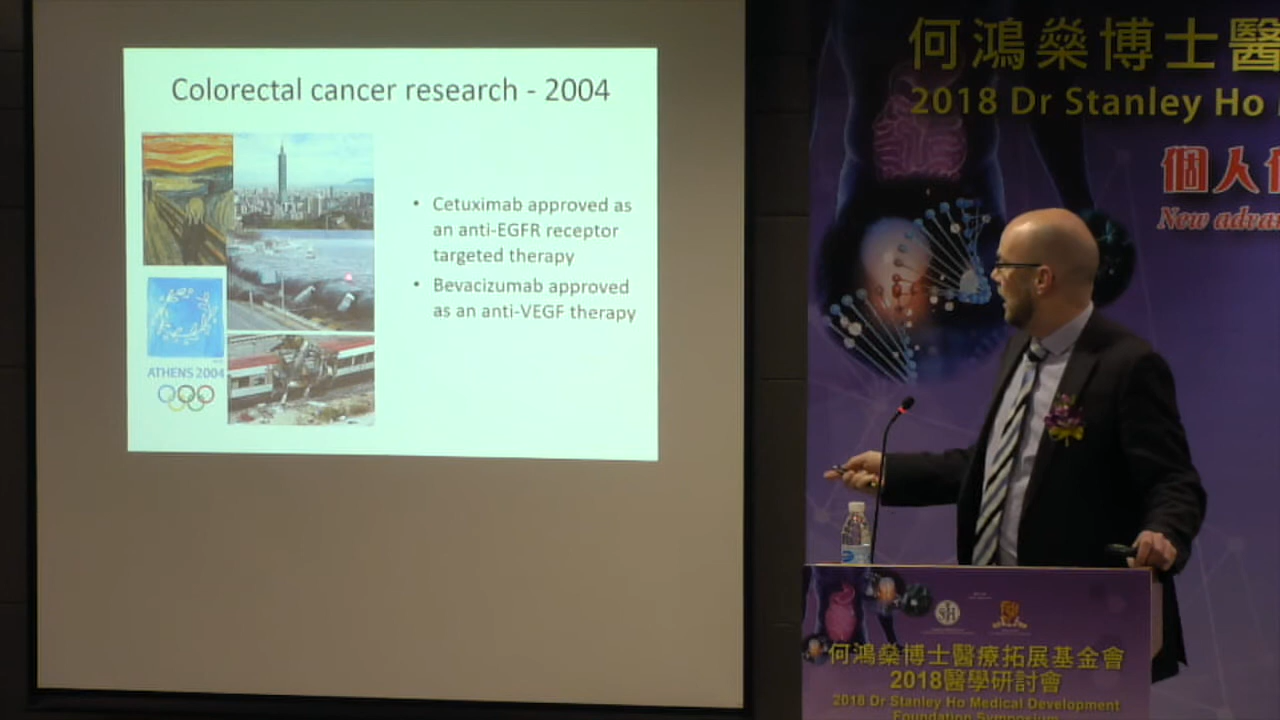 Colorectal cancer research - 2004
• Cetuximab approved as
an anti-EGFR receptor
targeted therapy
• Bevacizumab approved
as an anti-VEGF therapy
ATHENS 2004
何鴻燊博士醫
2018 Dr Stanley Ho
個人
New
何鴻燊博士醫療拓展基金會
2018醫學研討會
2018 Dr Stanley Ho Medical Development
Foundation Symposium